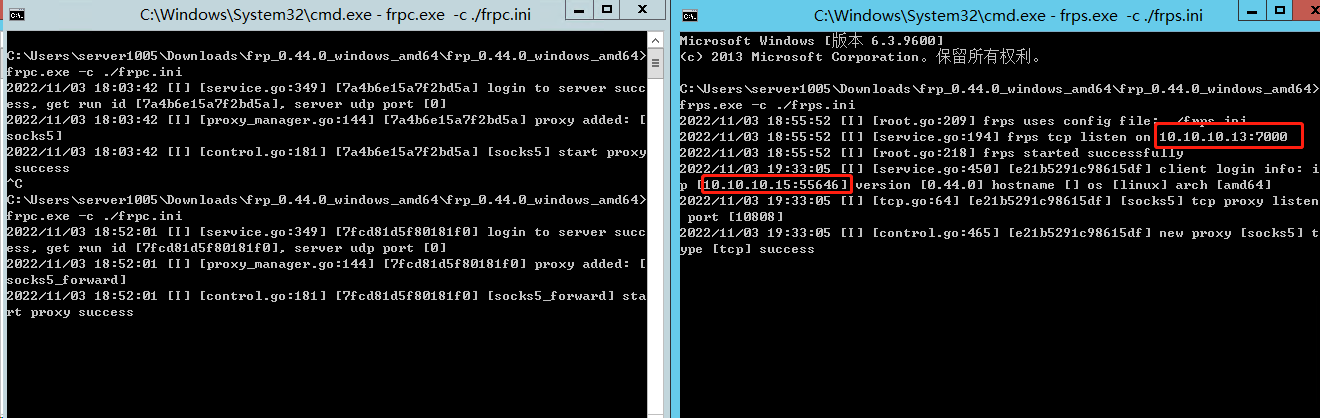 C:\Windows\System32\cmd.exe - frpc.exe  -c ./frpc.ini
C:\Users\server1005\Downloads\frp_0.44.0_windows_amd64\frp_0.44.0_windows_amd64>
frpc.exe -c ./frpc.ini
2022/11/03 18:03:42 [I] [service.go:349] [7a4b6e15a7f2bd5a] login to server succ
ess, get run id [7a4b6e15a7f2bd5a], server udp port [0]
2022/11/03 18:03:42 [I] [proxy_manager.go:144] [7a4b6e15a7f2bd5a] proxy added: [
socks5]
2022/11/03 18:03:42 [I] [control.go:181] [7a4b6e15a7f2bd5a] [socks5] start proxy
 success
^C
C:\Users\server1005\Downloads\frp_0.44.0_windows_amd64\frp_0.44.0_windows_amd64>
frpc.exe -c ./frpc.ini
2022/11/03 18:52:01 [I] [service.go:349] [7fcd81d5f80181f0] login to server succ
ess, get run id [7fcd81d5f80181f0], server udp port [0]
2022/11/03 18:52:01 [I] [proxy_manager.go:144] [7fcd81d5f80181f0] proxy added: [
socks5_forward]
2022/11/03 18:52:01 [I] [control.go:181] [7fcd81d5f80181f0] [socks5_forward] sta
rt proxy success
C:\Windows\System32\cmd.exe - frps.exe  -c ./frps.ini
Microsoft Windows [版本 6.3.9600]
(c) 2013 Microsoft Corporation。保留所有权利。
C:\Users\server1005\Downloads\frp_0.44.0_windows_amd64\frp_0.44.0_windows_amd64>
frps.exe -c ./frps.ini
2022/11/03 18:55:52 [I] [root.go:209] frps uses config file: ./frps.ini
2022/11/03 18:55:52 [I] [service.go:194] frps tcp listen on 10.10.10.13:7000
2022/11/03 18:55:52 [I] [root.go:218] frps started successfully
2022/11/03 19:33:05 [I] [service.go:450] [e21b5291c98615df] client login info: i
p [10.10.10.15:55646] version [0.44.0] hostname [] os [linux] arch [amd64]
2022/11/03 19:33:05 [I] [tcp.go:64] [e21b5291c98615df] [socks5] tcp proxy listen
 port [10808]
2022/11/03 19:33:05 [I] [control.go:465] [e21b5291c98615df] new proxy [socks5] t
ype [tcp] success